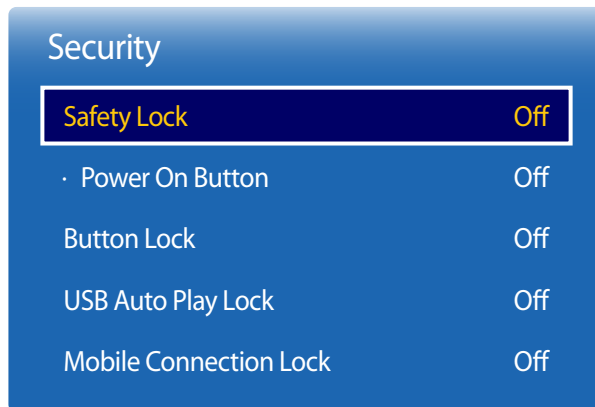 Security
Safety Lock Off
· Power On Button Off
Button Lock Off
USB Auto Play Lock Off
Mobile Connection Lock Off